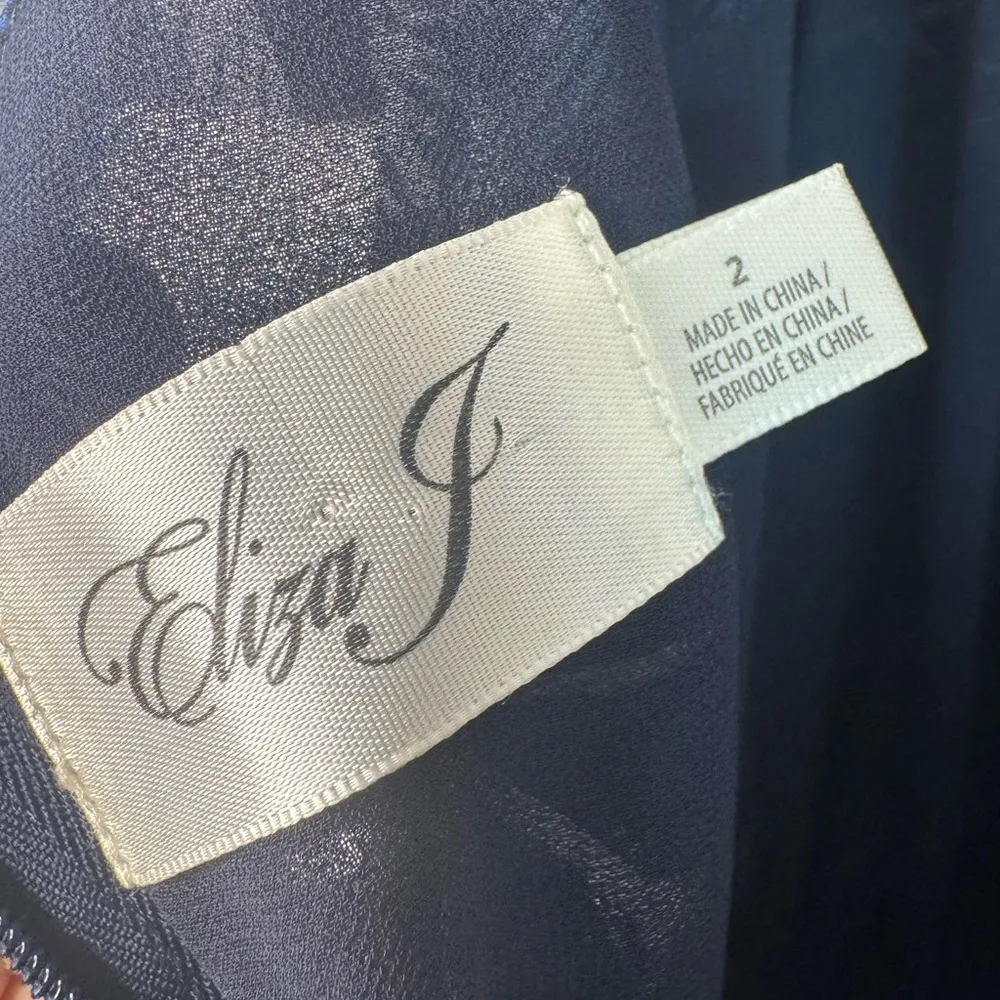 Eliza J
2
MADE IN CHINA /
HECHO EN CHINA /
FABRIQUÉ EN CHINE